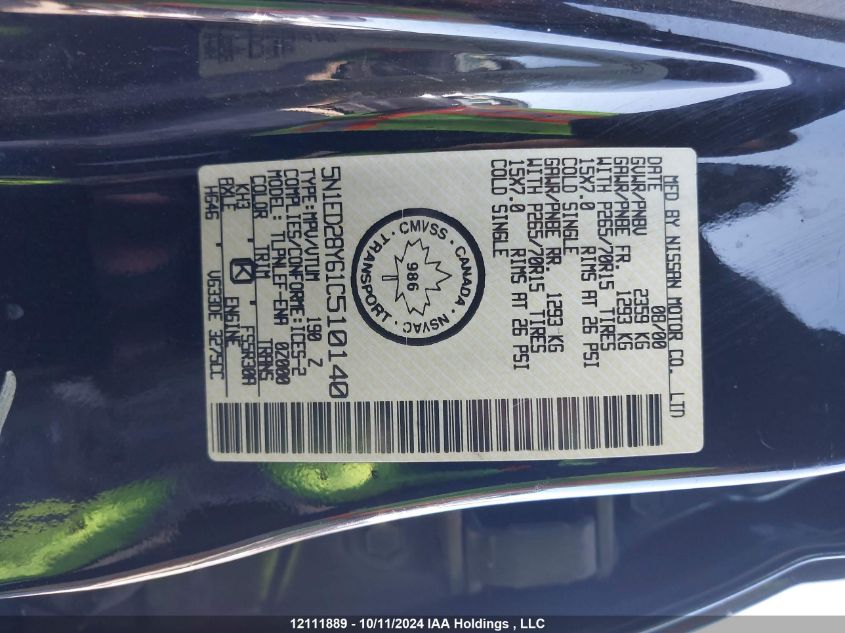 MFD BY NISSAN MOTOR CO. LTD
DATE 08/00
GVWR/PNBV 2359 KG
GAWR/PNBE FR. 1293 KG
WITH P265/70R15 TIRES
15X7.0 RIMS AT 26 PSI
COLD SINGLE
GAWR/PNBE RR. 1293 KG
WITH P265/70R15 TIRES
15X7.0 RIMS AT 26 PSI
COLD SINGLE
CMVSS · CANADA · NSVAC · TRANSPORT ·
986
5N1ED28Y61C510140
TYPE:MPV/VTUM 190 Z
COMPLIES/CONFORME:ICES-2
MODEL: TLPNLEF-ENA 02000
COLOR TRIM TRANS
KH3 K FS5R30A
AXLE ENGINE
HG46 VG33DE 3275CC
12111889 - 10/11/2024 IAA Holdings , LLC